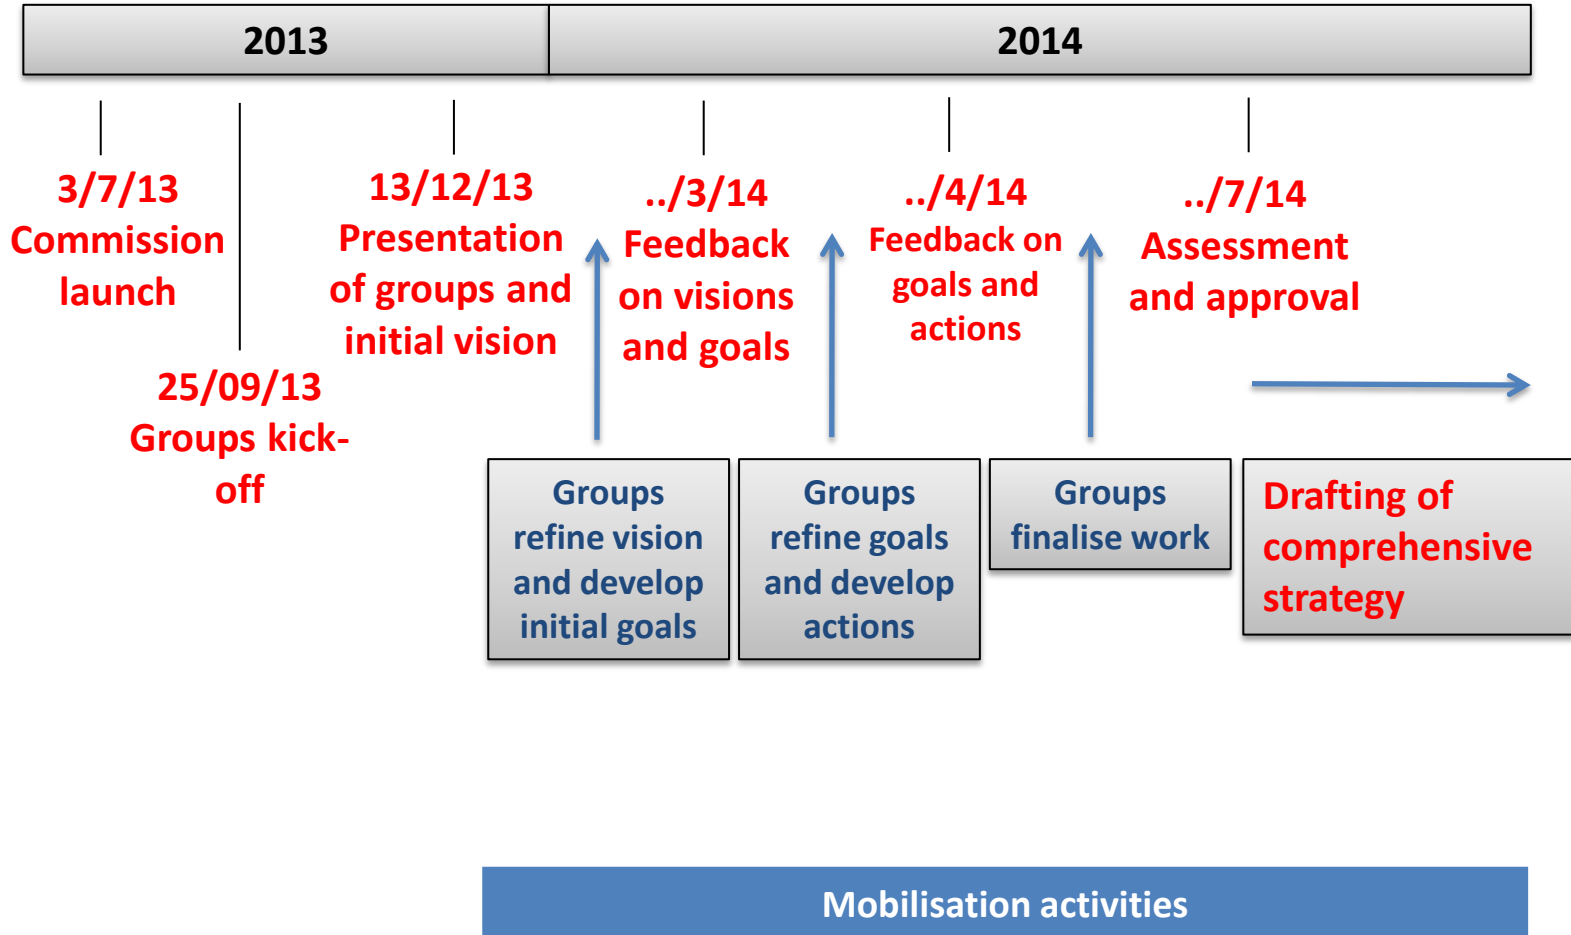 2013
2014
3/7/13
Commission
launch
25/09/13
Groups kick-
off
13/12/13
Presentation
of groups and
initial vision
../3/14
Feedback
on visions
and goals
../4/14
Feedback on
goals and
actions
../7/14
Assessment
and approval
Groups
refine vision
and develop
initial goals
Groups
refine goals
and develop
actions
Groups
finalise work
Drafting of
comprehensive
strategy
Mobilisation activities